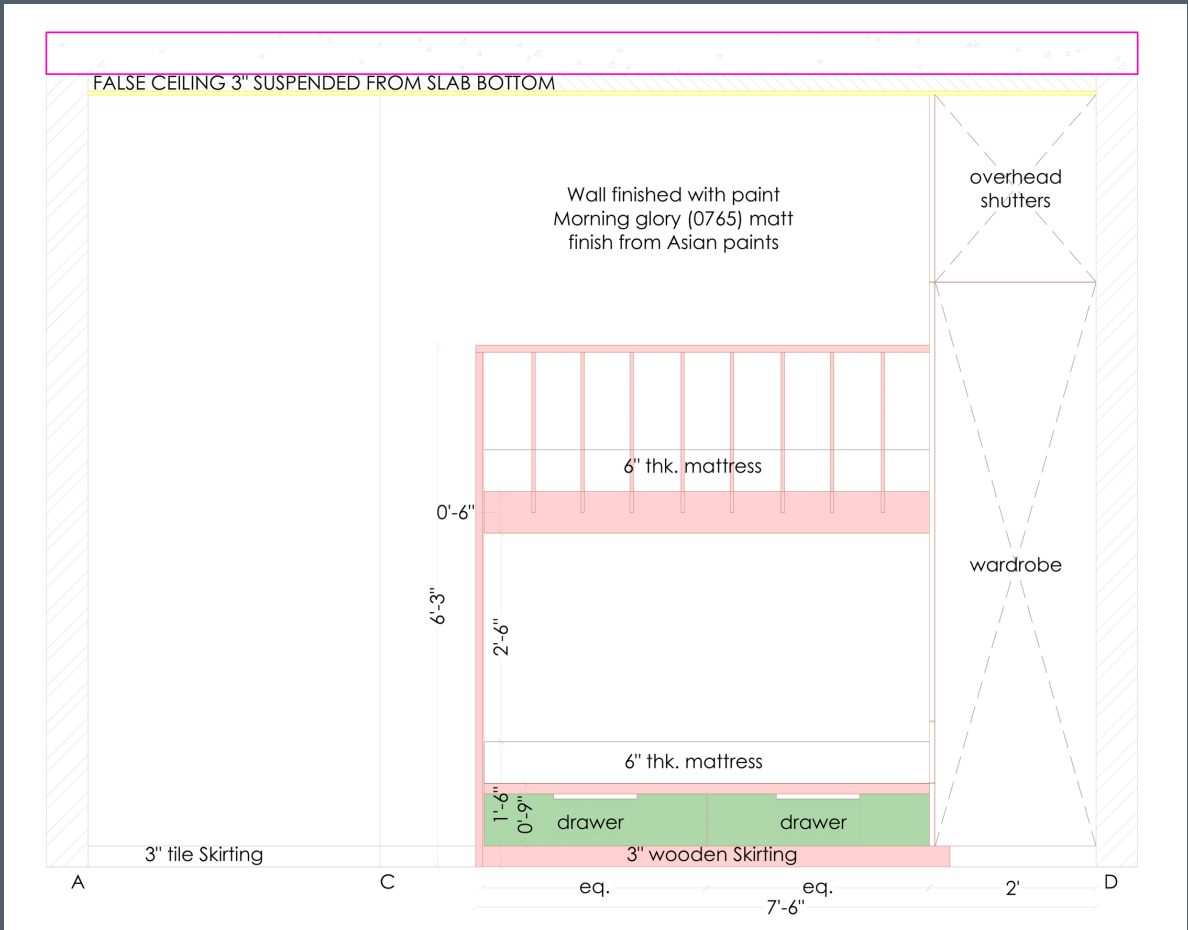 FALSE CEILING 3" SUSPENDED FROM SLAB BOTTOM
overhead
shutters
Wall finished with paint
Morning glory (0765) matt
finish from Asian paints
6" thk. mattress
0'-6"
wardrobe
6'-3"
2'-6"
6" thk. mattress
1'-6"
0'-9"
drawer
drawer
3" tile Skirting
3" wooden Skirting
A
C
D
eq.
eq.
2'
7'-6"